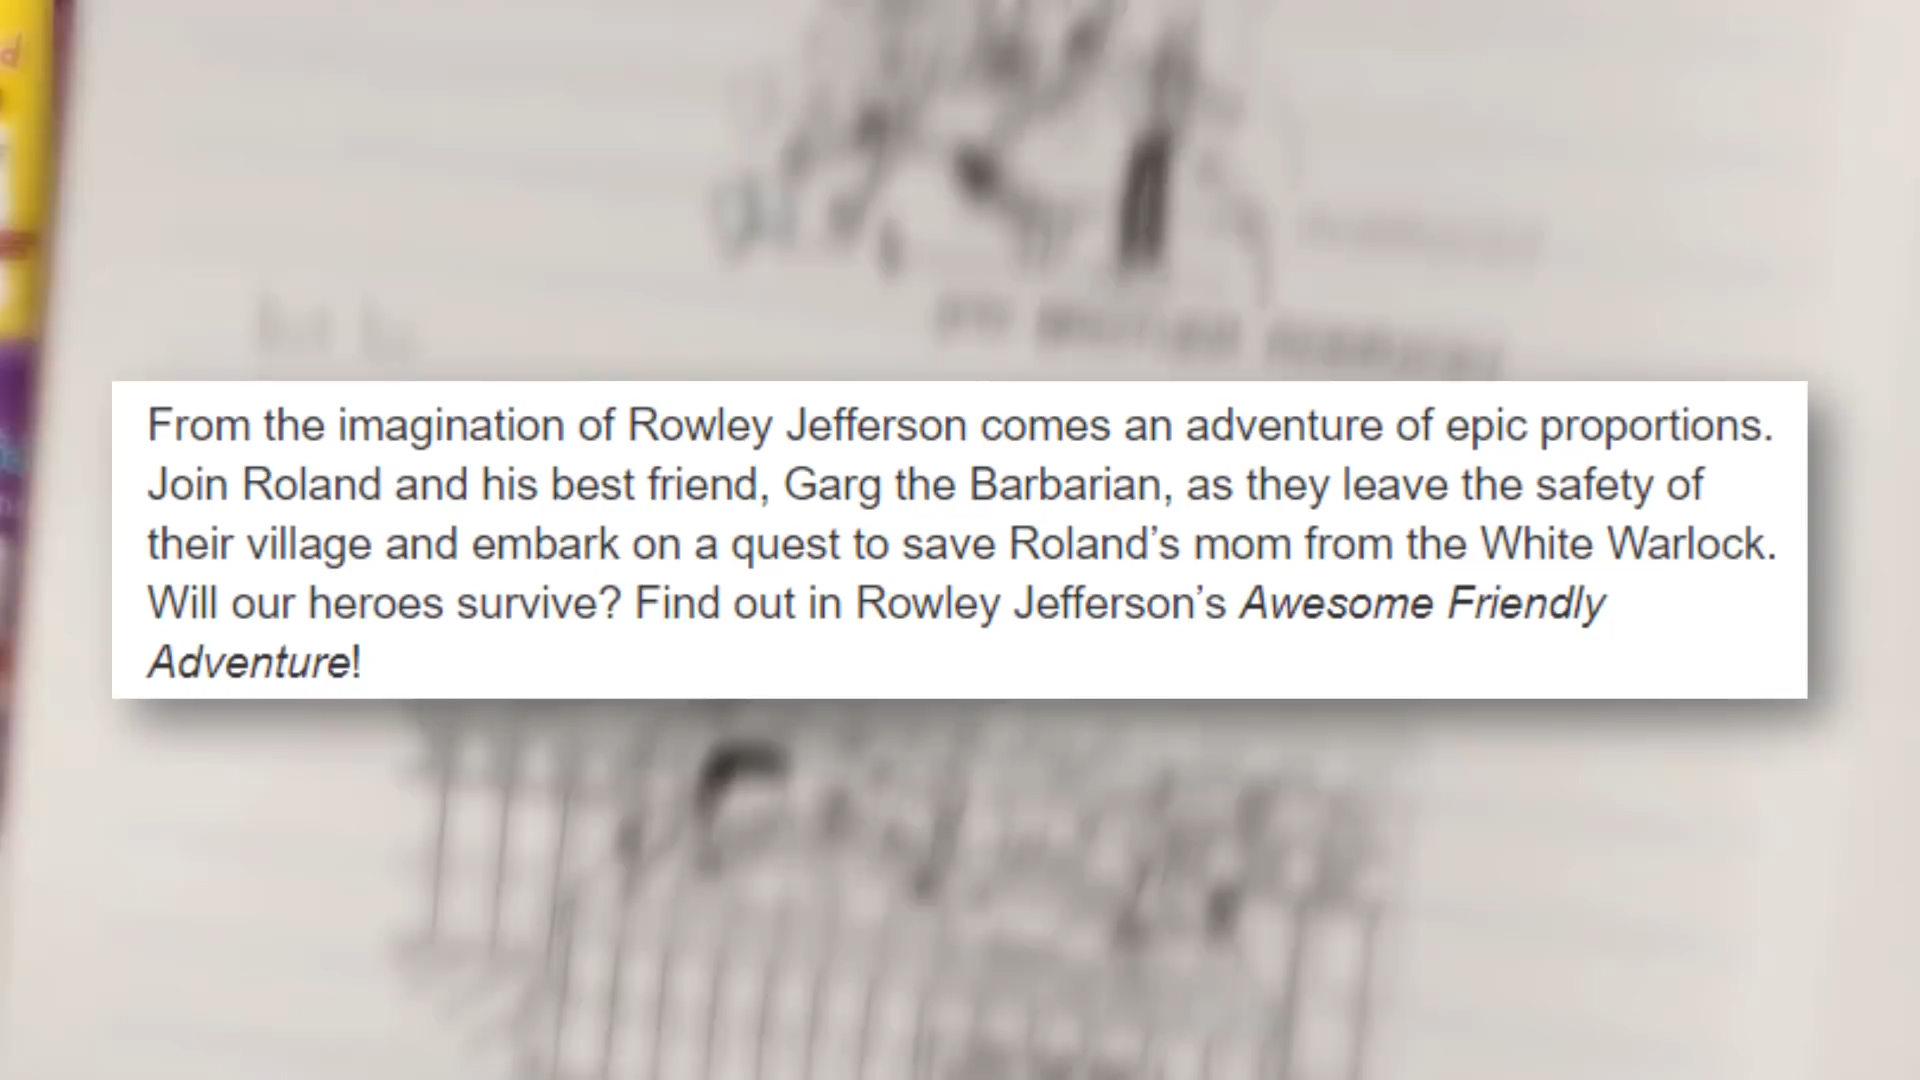 From the imagination of Rowley Jefferson comes an adventure of epic proportions.
Join Roland and his best friend, Garg the Barbarian, as they leave the safety of
their village and embark on a quest to save Roland’s mom from the White Warlock.
Will our heroes survive? Find out in Rowley Jefferson’s Awesome Friendly
Adventure!